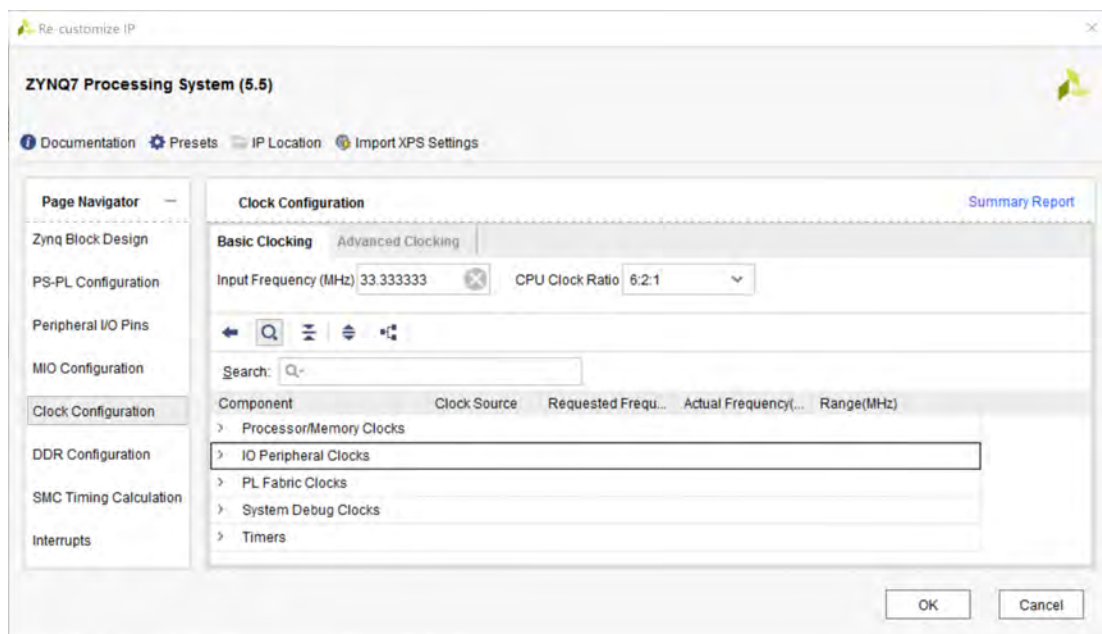 Re-customize IP
ZYNQ7 Processing System (5.5)
Documentation Presets IP Location Import XPS Settings
Page Navigator
Zynq Block Design
PS-PL Configuration
Peripheral I/O Pins
MIO Configuration
Clock Configuration
DDR Configuration
SMC Timing Calculation
Interrupts
Clock Configuration Summary Report
Basic Clocking Advanced Clocking
Input Frequency (MHz) 33.333333 CPU Clock Ratio 6:2:1
Search:
Component Clock Source Requested Frequ... Actual Frequency(... Range(MHz)
Processor/Memory Clocks
IO Peripheral Clocks
PL Fabric Clocks
System Debug Clocks
Timers
OK Cancel